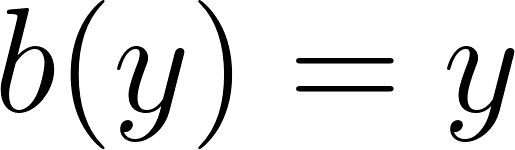 b(y) = y